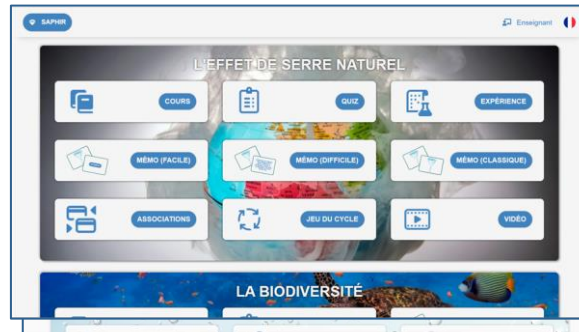 SAPHIR
Enseignant
L'EFFET DE SERRE NATUREL
COURS
QUIZ
EXPÉRIENCE
MÉMO (FACILE)
MÉMO (DIFFICILE)
MÉMO (CLASSIQUE)
ASSOCIATIONS
JEU DU CYCLE
VIDÉO
LA BIODIVERSITÉ